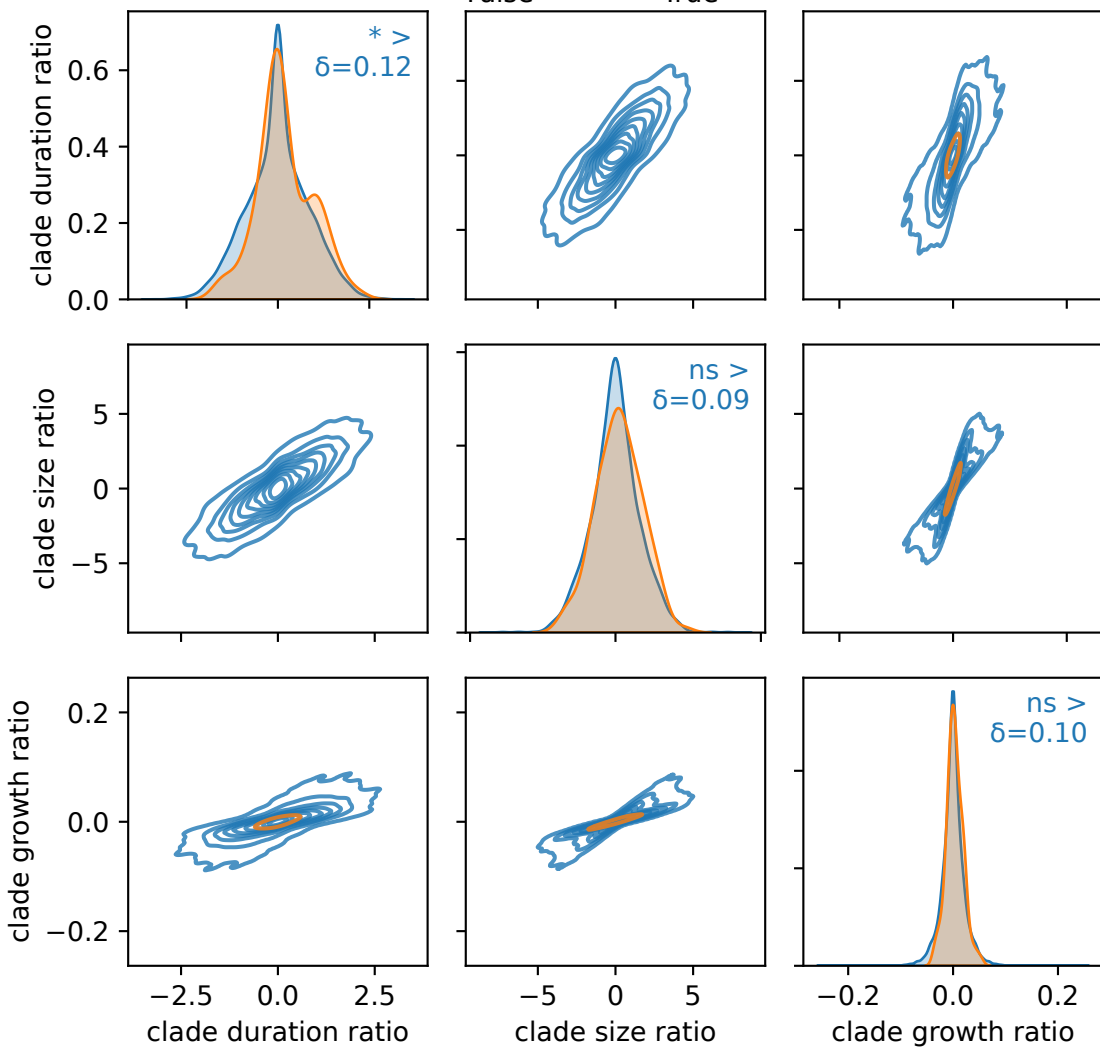 True
clade duration ratio
0.6
0.4
0.2
0.0
* >
δ=0.12
clade size ratio
5
0
−5
ns >
δ=0.09
clade growth ratio
0.2
0.0
−0.2
ns >
δ=0.10
−2.5 0.0 2.5
−5 0 5
−0.2 0.0 0.2
clade duration ratio
clade size ratio
clade growth ratio